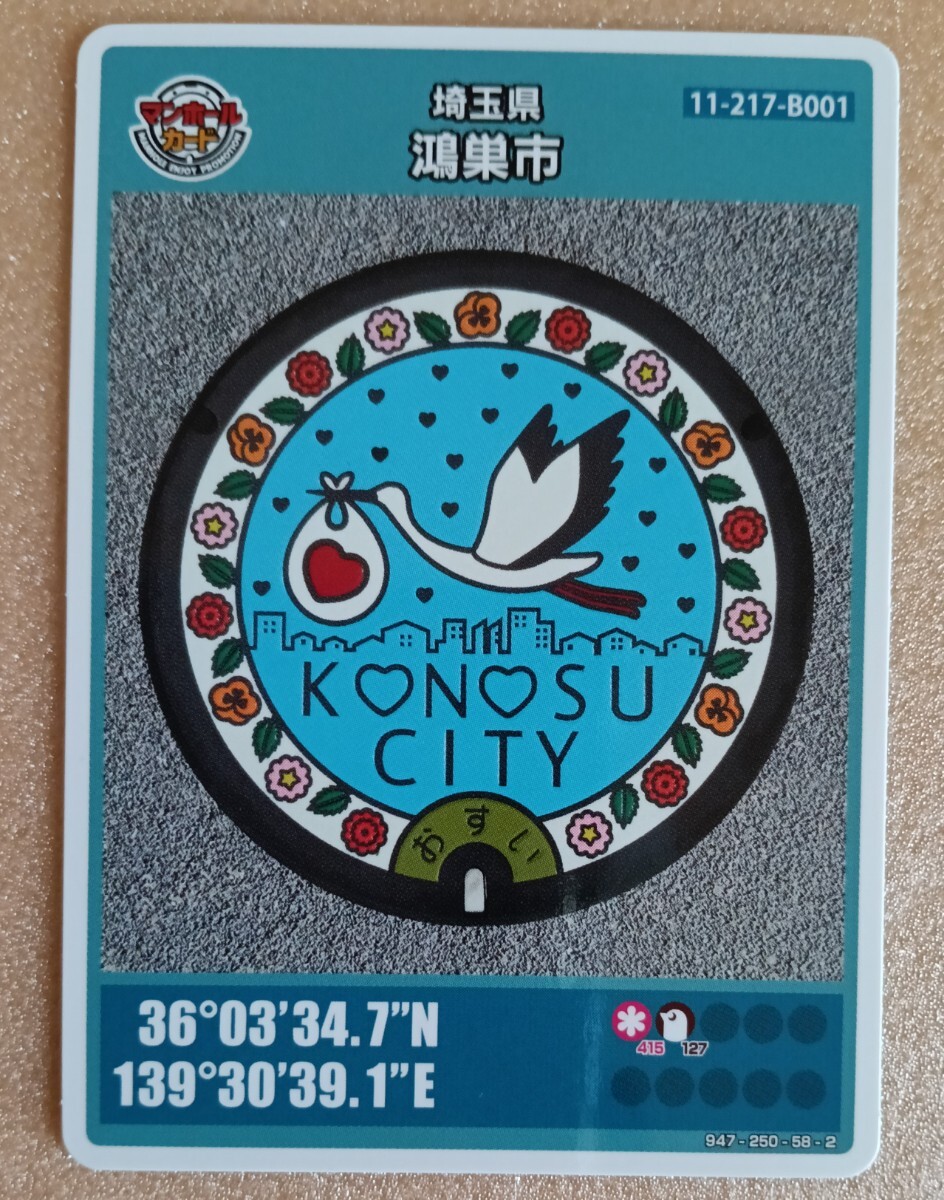 マンホール
カード
埼玉県
鴻巣市
11-217-B001
K♡N♡SU
CITY
おすい
36°03’34.7”N
139°30’39.1”E
415 127
947 - 250 - 58 - 2